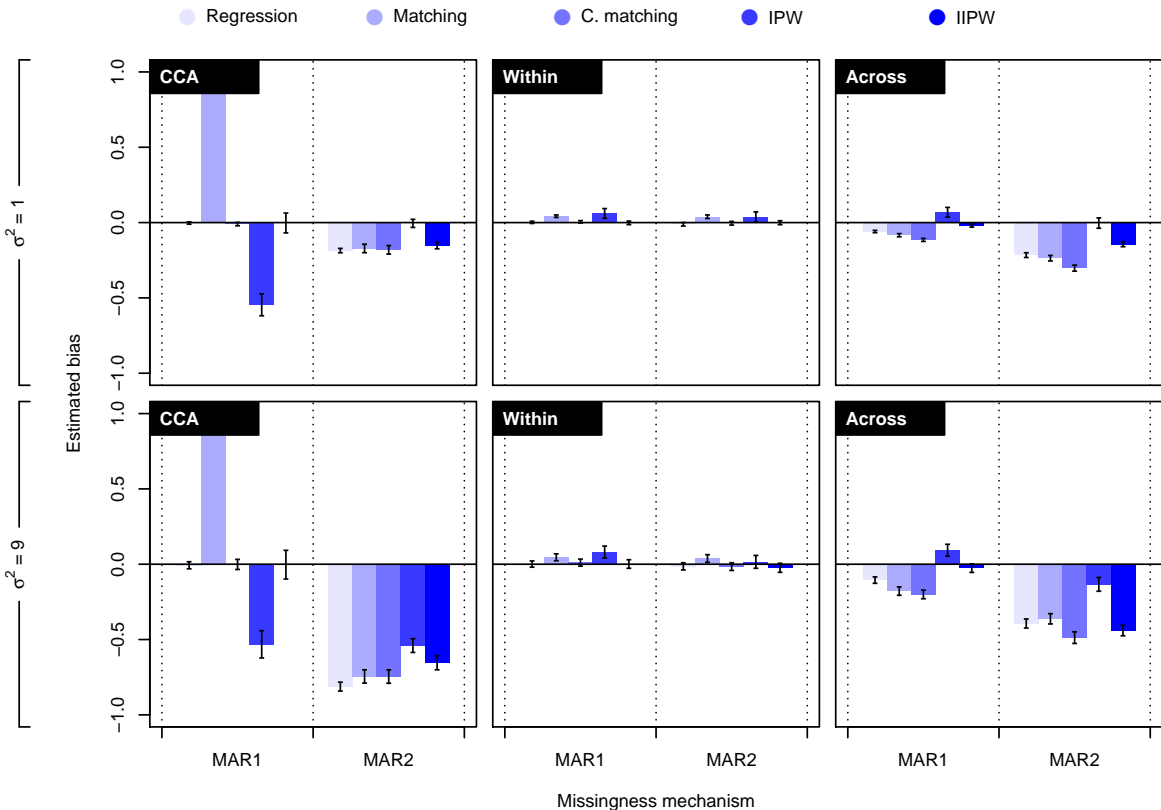 Regression Matching C. matching IPW IIPW
σ² = 1
Estimated bias
CCA
1.0
0.5
0.0
−0.5
−1.0
Within
Across
σ² = 9
CCA
1.0
0.5
0.0
−0.5
−1.0
Within
Across
MAR1 MAR2 MAR1 MAR2 MAR1 MAR2
Missingness mechanism